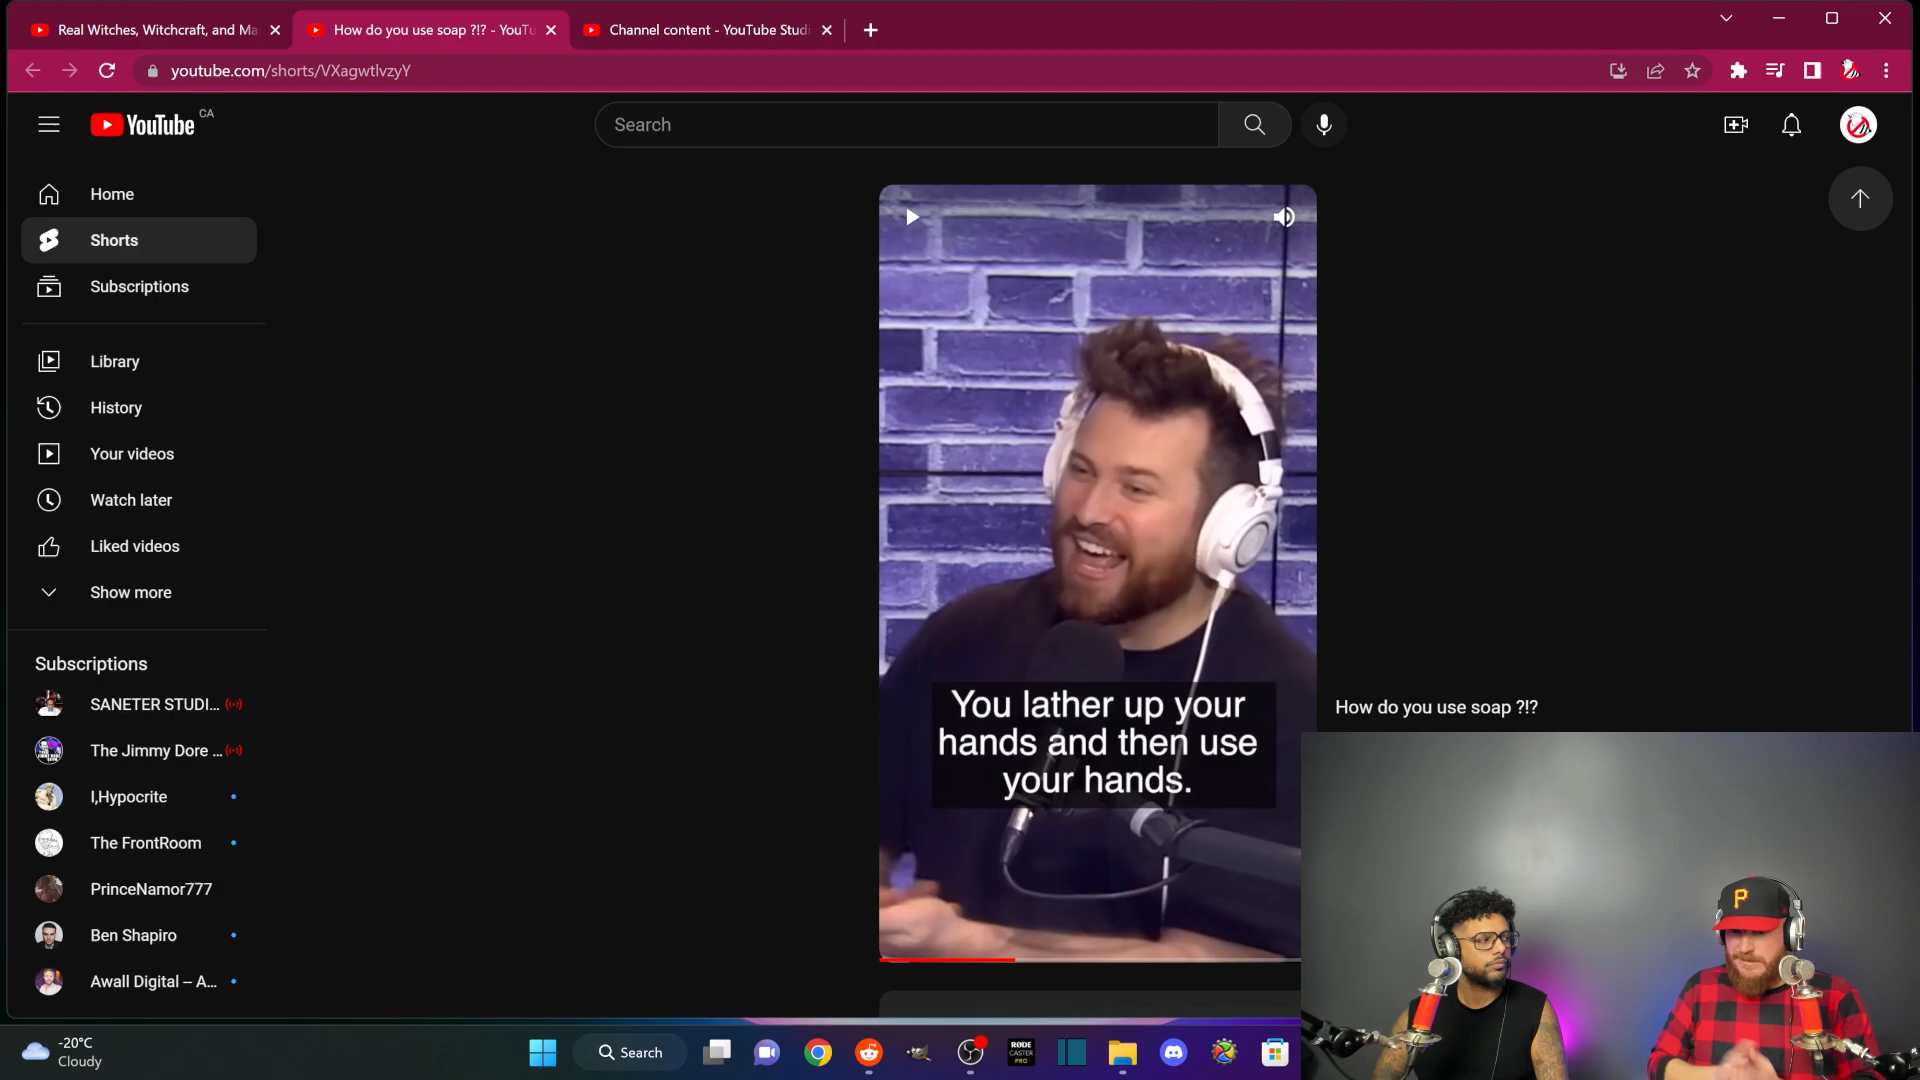 Real Witches, Witchcraft, and Ma
How do you use soap ?!? - YouTu
Channel content - YouTube Studi
youtube.com/shorts/VXagwtlvzyY
YouTube CA
Search
Home
Shorts
Subscriptions
Library
History
Your videos
Watch later
Liked videos
Show more
Subscriptions
SANETER STUDI...
The Jimmy Dore ...
I,Hypocrite
The FrontRoom
PrinceNamor777
Ben Shapiro
Awall Digital -- A...
You lather up your
hands and then use
your hands.
How do you use soap ?!?
P
-20°C
Cloudy
Search
RØDE
CASTER
PRO